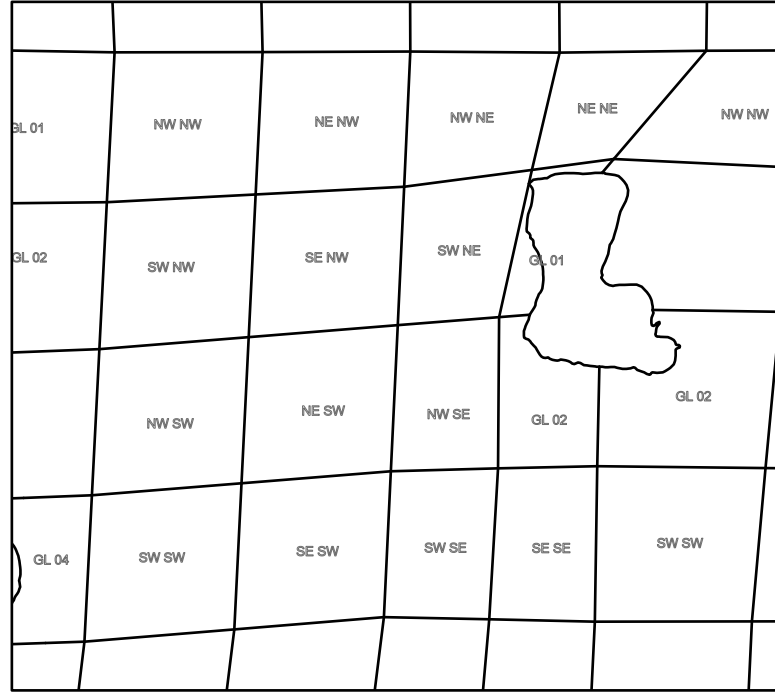 NE NE
NW NW
NW NE
NE NW
NW NW
GL 01
SW NE
SE NW
SW NW
GL 02
GL 01
GL 02
NE SW
NW SE
GL 02
NW SW
SW SW
SE SW
SW SE
SE SE
SW SW
GL 04